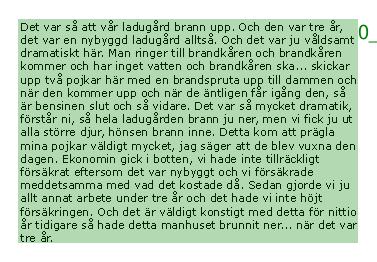 Det var så att vår ladugård brann upp. Och den var tre år,
det var en nybyggd ladugård alltså. Och det var ju våldsamt
dramatiskt här. Man ringer till brandkåren och brandkåren
kommer och har inget vatten och brandkåren ska... skickar
upp två pojkar här med en brandspruta upp till dammen och
när den kommer upp och när de äntligen får igång den, så
är bensinen slut och så vidare. Det var så mycket dramatik,
förstår ni, så hela ladugården brann ju ner, men vi fick ju ut
alla större djur, hönsen brann inne. Detta kom att prägla
mina pojkar väldigt mycket, jag säger att de blev vuxna den
dagen. Ekonomin gick i botten, vi hade inte tillräckligt
försäkrat eftersom det var nybyggt och vi försäkrade
meddetsamma med vad det kostade då. Sedan gjorde vi ju
allt annat arbete under tre år och det hade vi inte höjt
försäkringen. Och det är väldigt konstigt med detta för nittio
år tidigare så hade detta manhuset brunnit ner... när det var
tre år.
0_